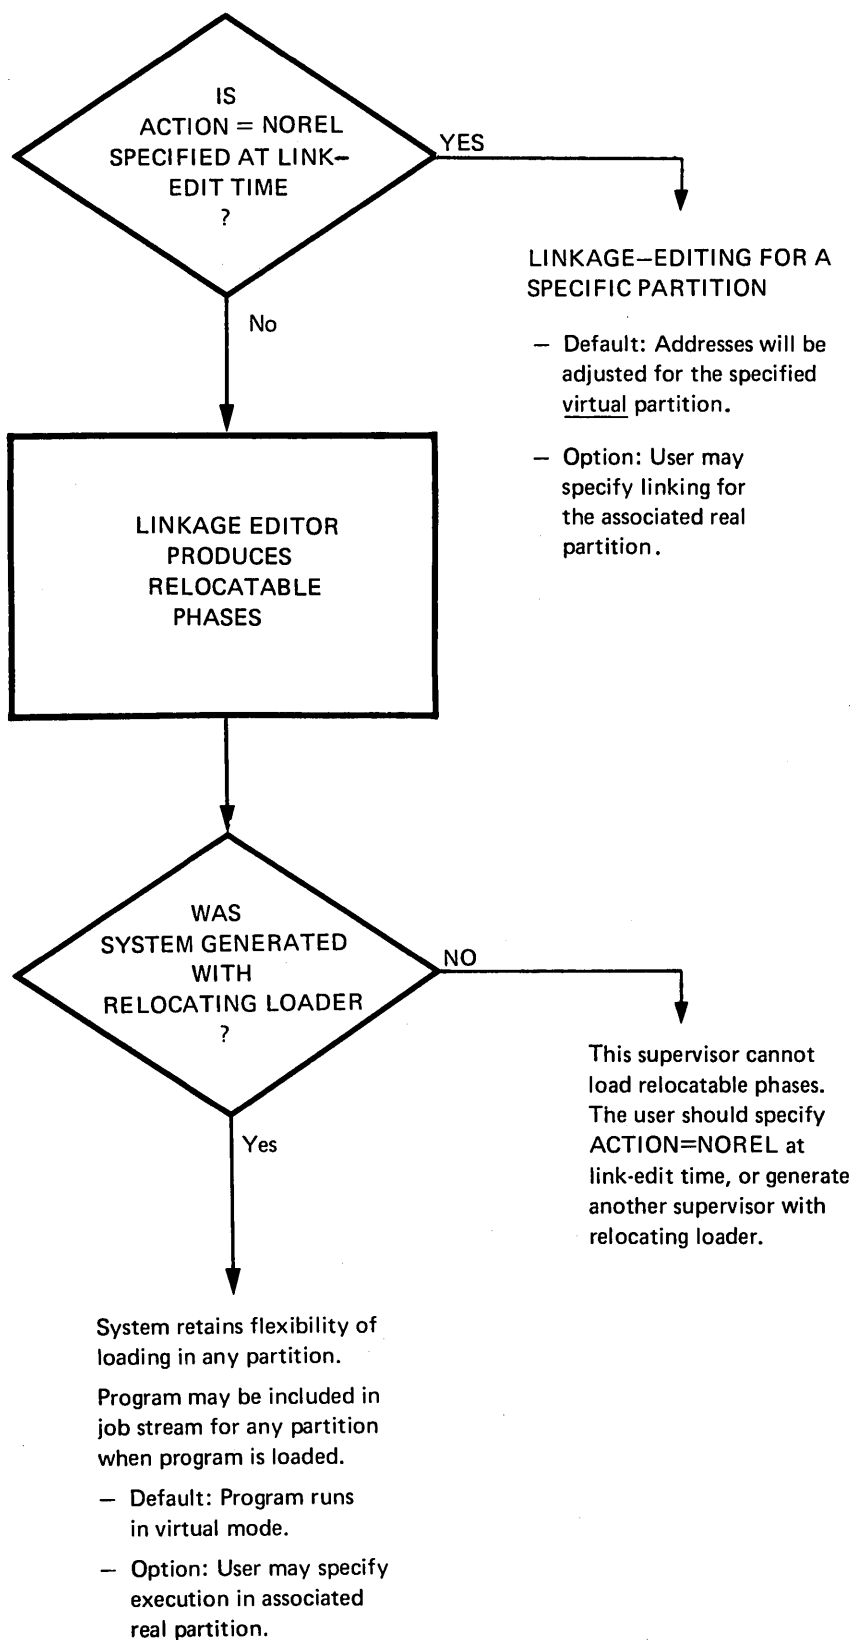 IS
ACTION = NOREL
SPECIFIED AT LINK–
EDIT TIME
?
YES
No
LINKAGE–EDITING FOR A
SPECIFIC PARTITION
– Default: Addresses will be
adjusted for the specified
virtual partition.
– Option: User may
specify linking for
the associated real
partition.
LINKAGE EDITOR
PRODUCES
RELOCATABLE
PHASES
WAS
SYSTEM GENERATED
WITH
RELOCATING LOADER
?
NO
Yes
This supervisor cannot
load relocatable phases.
The user should specify
ACTION=NOREL at
link-edit time, or generate
another supervisor with
relocating loader.
System retains flexibility of
loading in any partition.
Program may be included in
job stream for any partition
when program is loaded.
– Default: Program runs
in virtual mode.
– Option: User may specify
execution in associated
real partition.